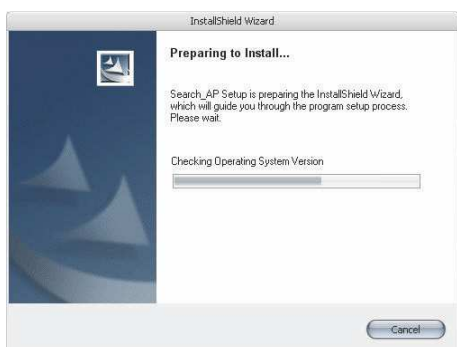 InstallShield Wizard
Preparing to Install...
Search_AP Setup is preparing the InstallShield Wizard,
which will guide you through the program setup process.
Please wait.
Checking Operating System Version
Cancel